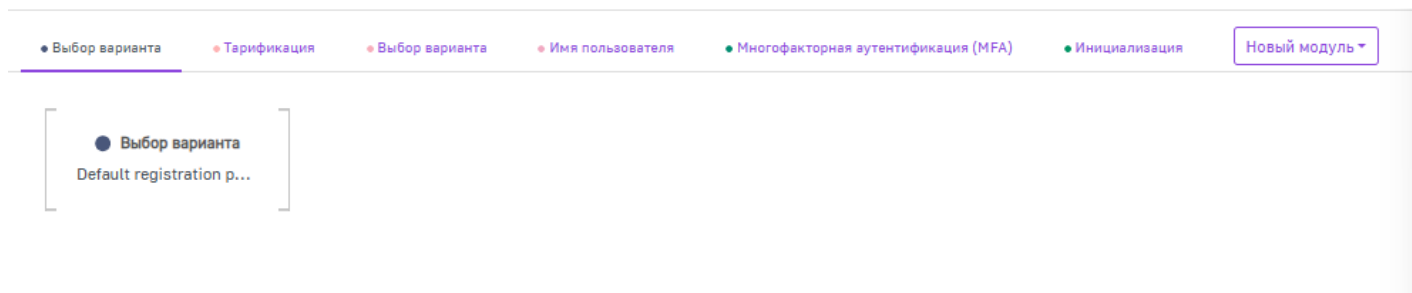 Выбор варианта Тарификация Выбор варианта Имя пользователя Многофакторная аутентификация (MFA) Инициализация Новый модуль
Выбор варианта
Default registration p...